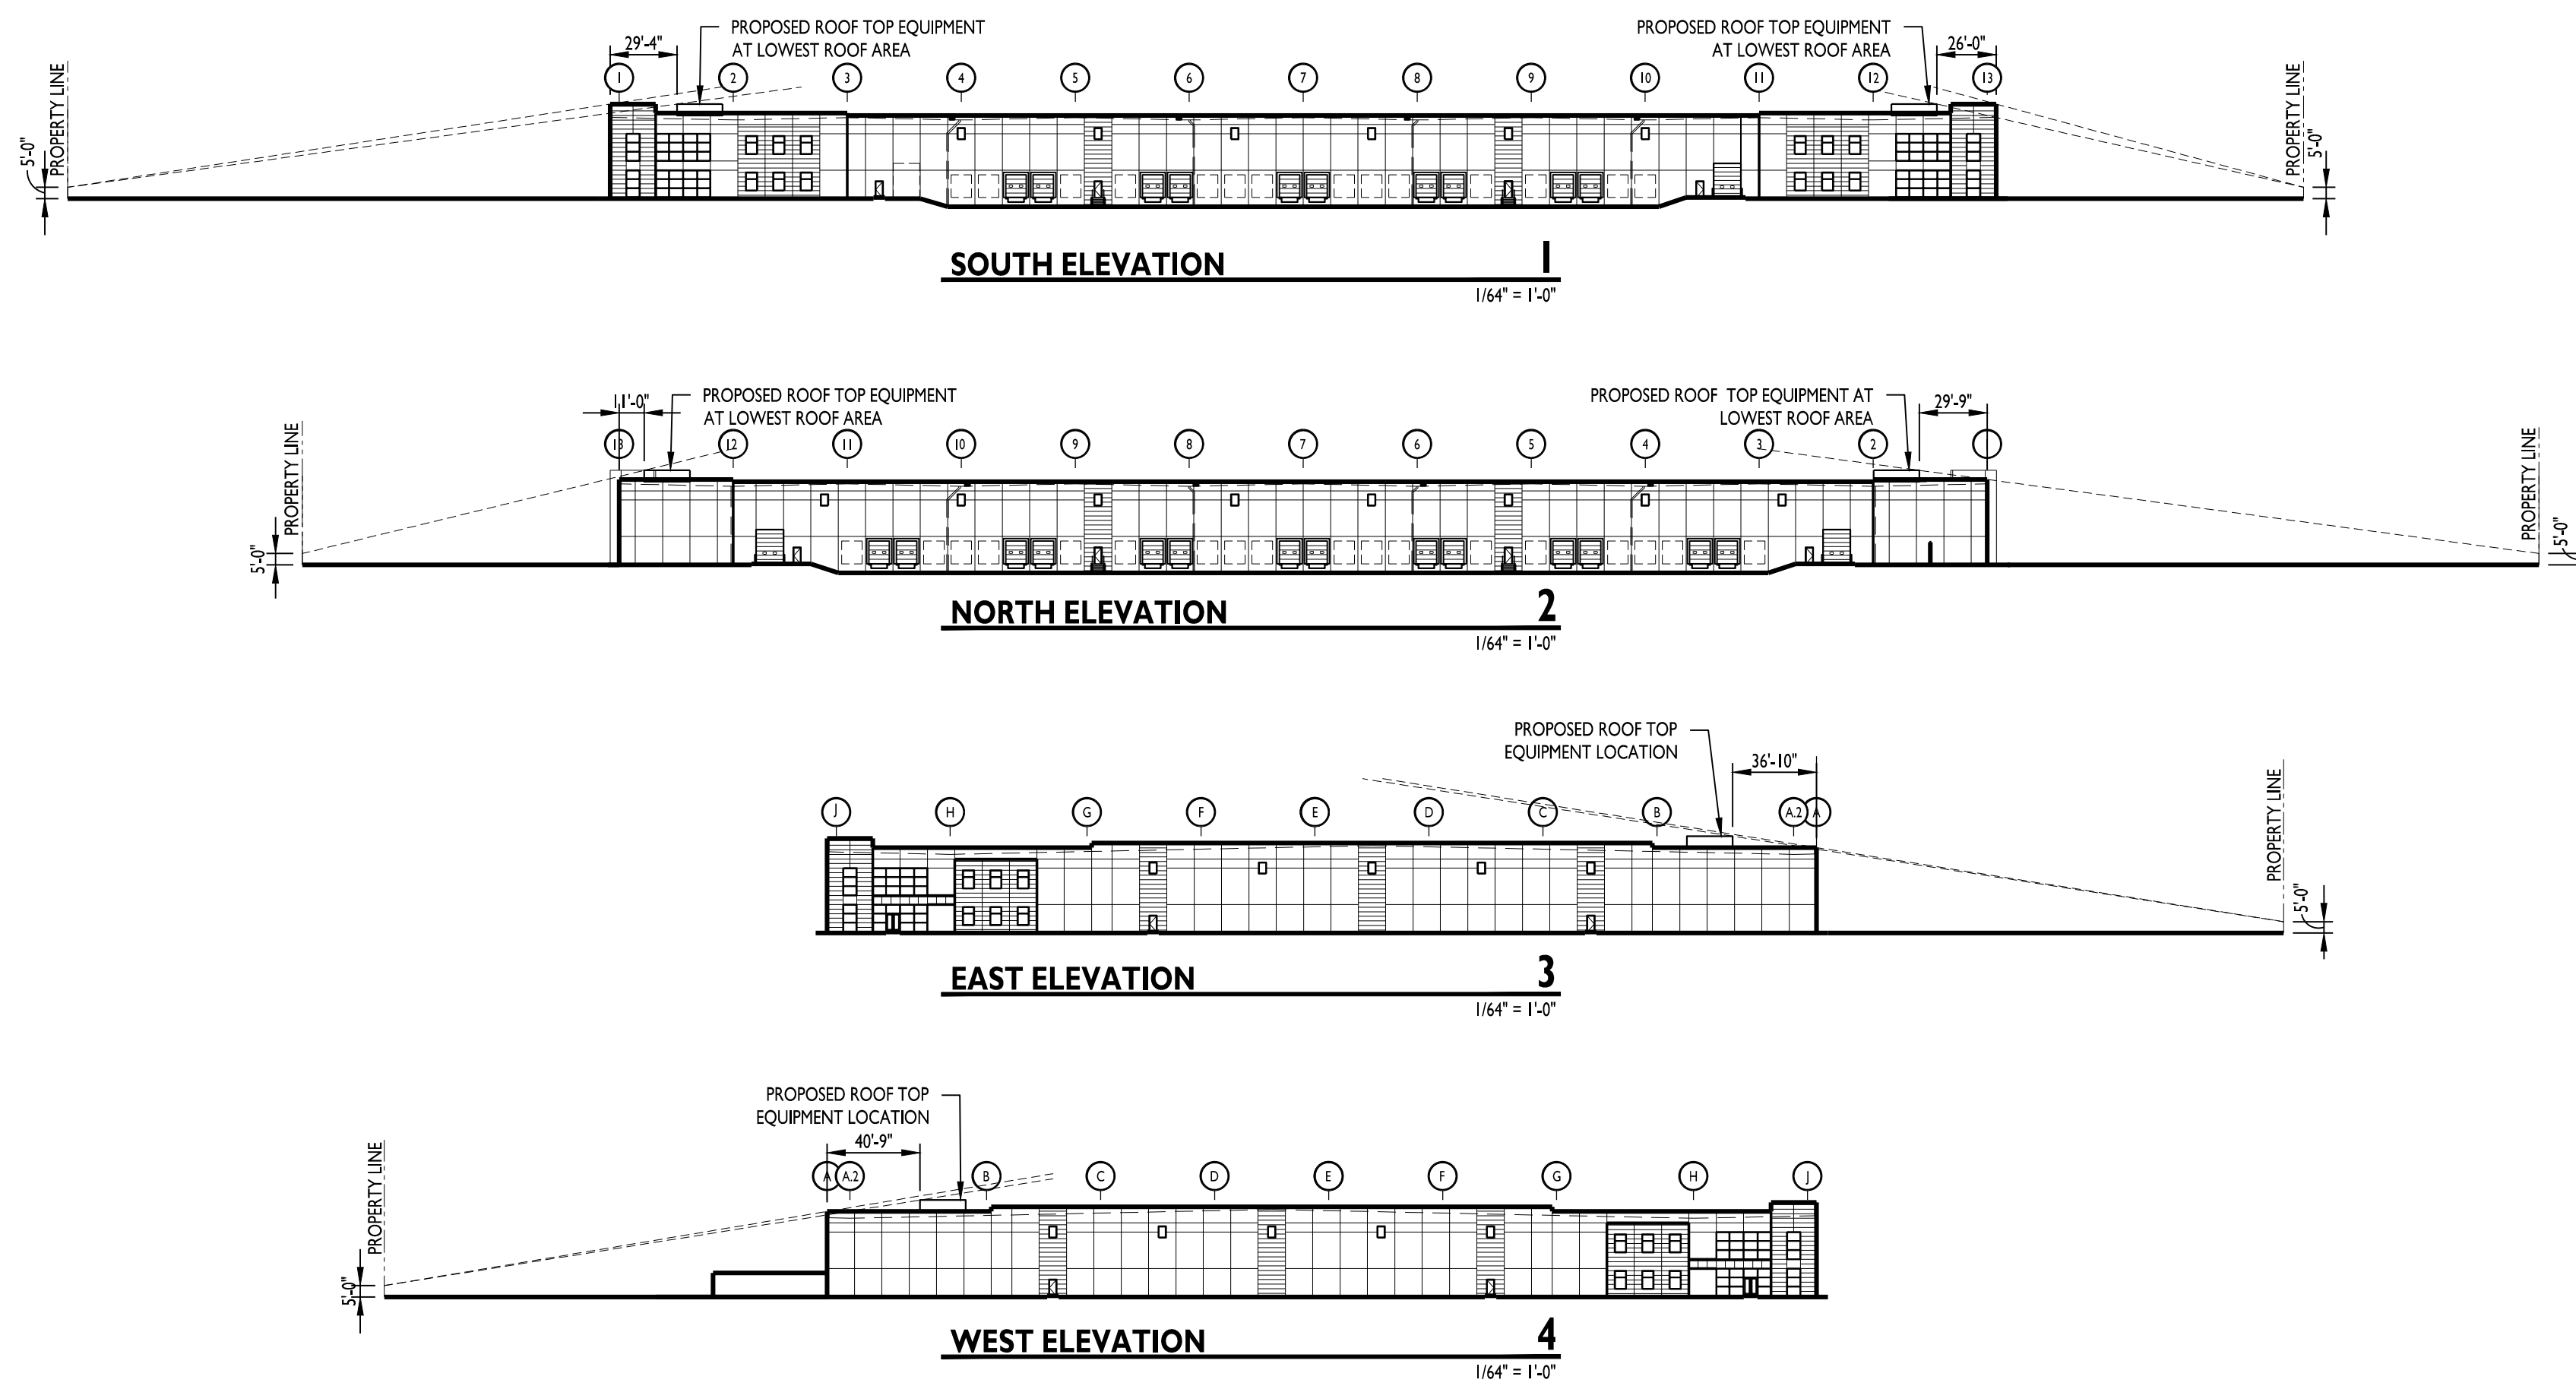 PROPOSED ROOF TOP EQUIPMENT
AT LOWEST ROOF AREA
PROPOSED ROOF TOP EQUIPMENT
AT LOWEST ROOF AREA
29'-4"
26'-0"
1 2 3 4 5 6 7 8 9 10 11 12 13
PROPERTY LINE
PROPERTY LINE
5'-0"
5'-0"
SOUTH ELEVATION 1
1/64" = 1'-0"
PROPOSED ROOF TOP EQUIPMENT
AT LOWEST ROOF AREA
PROPOSED ROOF TOP EQUIPMENT AT
LOWEST ROOF AREA
11'-0"
29'-9"
13 12 11 10 9 8 7 6 5 4 3 2
PROPERTY LINE
PROPERTY LINE
5'-0"
5'-0"
NORTH ELEVATION 2
1/64" = 1'-0"
PROPOSED ROOF TOP
EQUIPMENT LOCATION
36'-10"
J H G F E D C B A.2 A
PROPERTY LINE
5'-0"
EAST ELEVATION 3
1/64" = 1'-0"
PROPOSED ROOF TOP
EQUIPMENT LOCATION
40'-9"
A A.2 B C D E F G H J
PROPERTY LINE
5'-0"
WEST ELEVATION 4
1/64" = 1'-0"